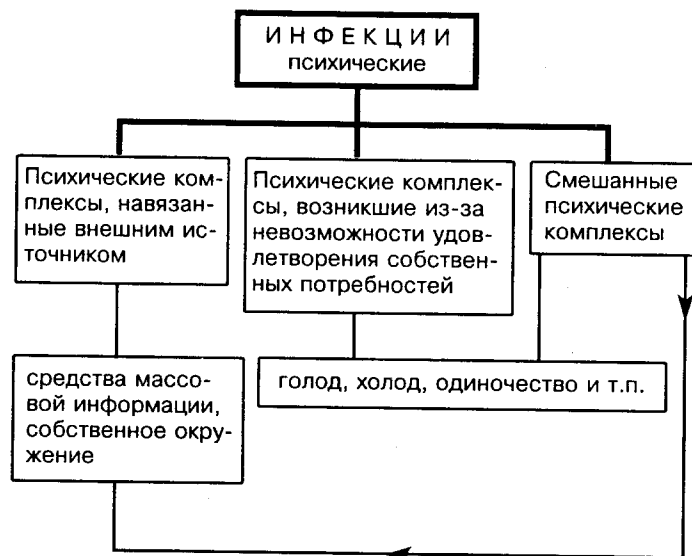 ИНФЕКЦИИ
психические
Психические ком-
плексы, навязан-
ные внешним ис-
точником
Психические комплек-
сы, возникшие из-за
невозможности удов-
летворения собствен-
ных потребностей
Смешанные
психические
комплексы
средства массо-
вой информации,
собственное окру-
жение
голод, холод, одиночество и т.п.